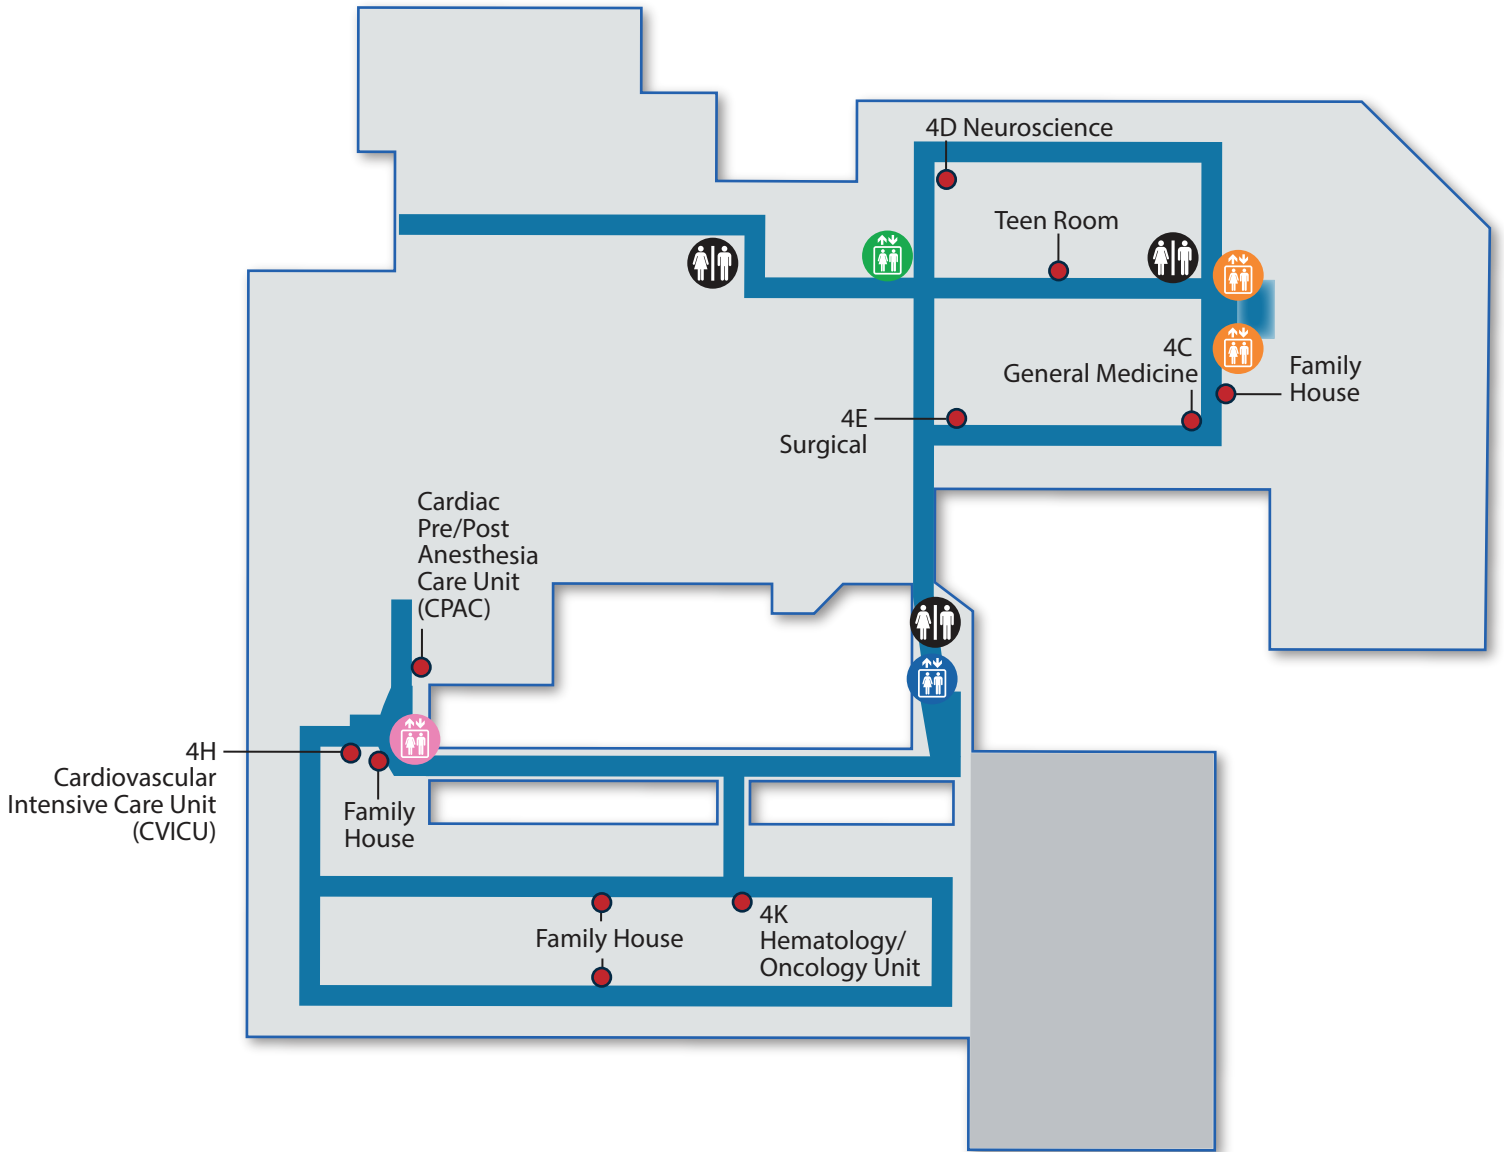 4D Neuroscience
Teen Room
4C
General Medicine
Family
House
4E
Surgical
Cardiac
Pre/Post
Anesthesia
Care Unit
(CPAC)
4H
Cardiovascular
Intensive Care Unit
(CVICU)
Family
House
Family House
4K
Hematology/
Oncology Unit